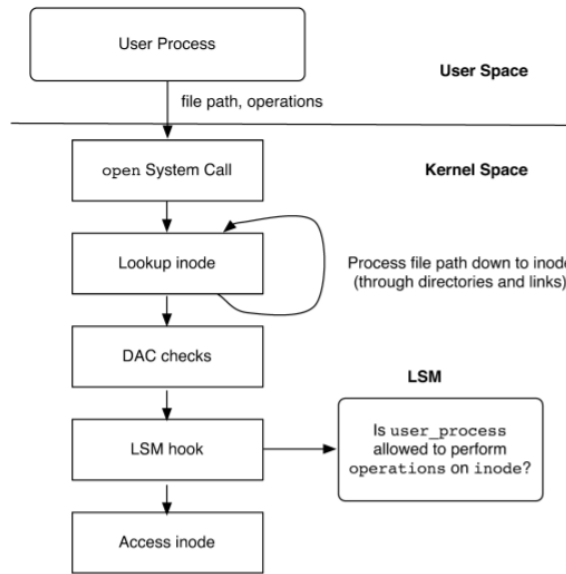 User Process
User Space
file path, operations
open System Call
Kernel Space
Lookup inode
Process file path down to inode
(through directories and links)
DAC checks
LSM
LSM hook
Is user_process
allowed to perform
operations on inode?
Access inode